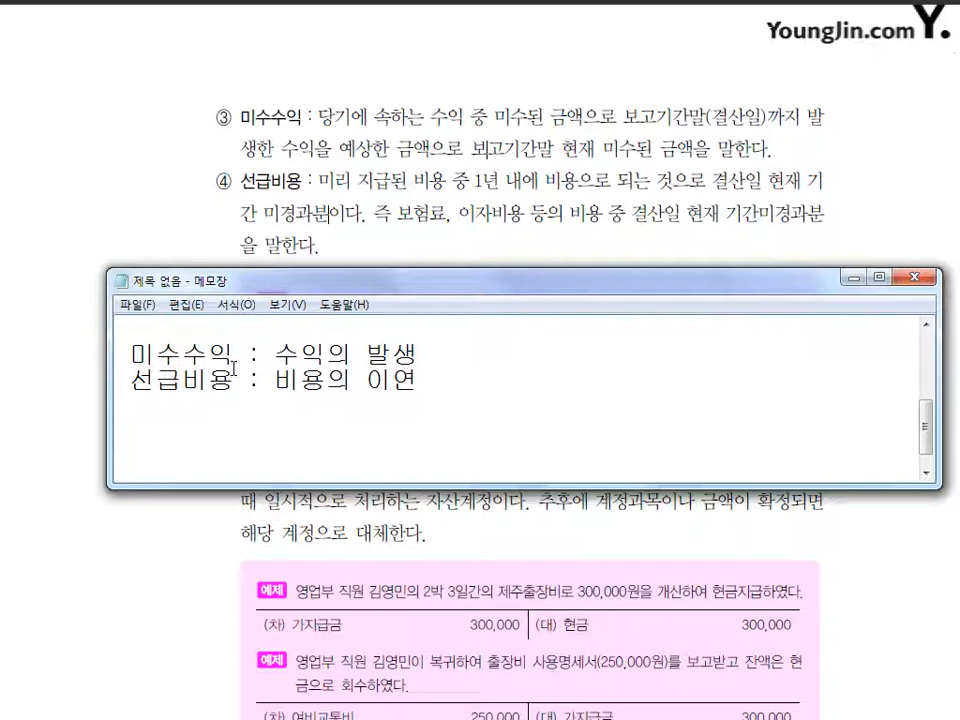 YoungJin.com Y.
③ 미수수익 : 당기에 속하는 수익 중 미수된 금액으로 보고기간말(결산일)까지 발
생한 수익을 예상한 금액으로 보고기간말 현재 미수된 금액을 말한다.
④ 선급비용 : 미리 지급된 비용 중 1년 내에 비용으로 되는 것으로 결산일 현재 기
간 미경과분이다. 즉 보험료, 이자비용 등의 비용 중 결산일 현재 기간미경과분
을 말한다.
제목 없음 - 메모장
파일(F) 편집(E) 서식(O) 보기(V) 도움말(H)
미수수익 : 수익의 발생
선급비용 : 비용의 이연
때 일시적으로 처리하는 자산계정이다. 추후에 계정과목이나 금액이 확정되면
해당 계정으로 대체한다.
예제 영업부 직원 김영민의 2박 3일간의 제주출장비로 300,000원을 개산하여 현금지급하였다.
(차) 가지급금 300,000 (대) 현금 300,000
예제 영업부 직원 김영민이 복귀하여 출장비 사용명세서(250,000원)를 보고받고 잔액은 현
금으로 회수하였다.
(차) 여비교통비 250,000 (대) 가지급금 300,000